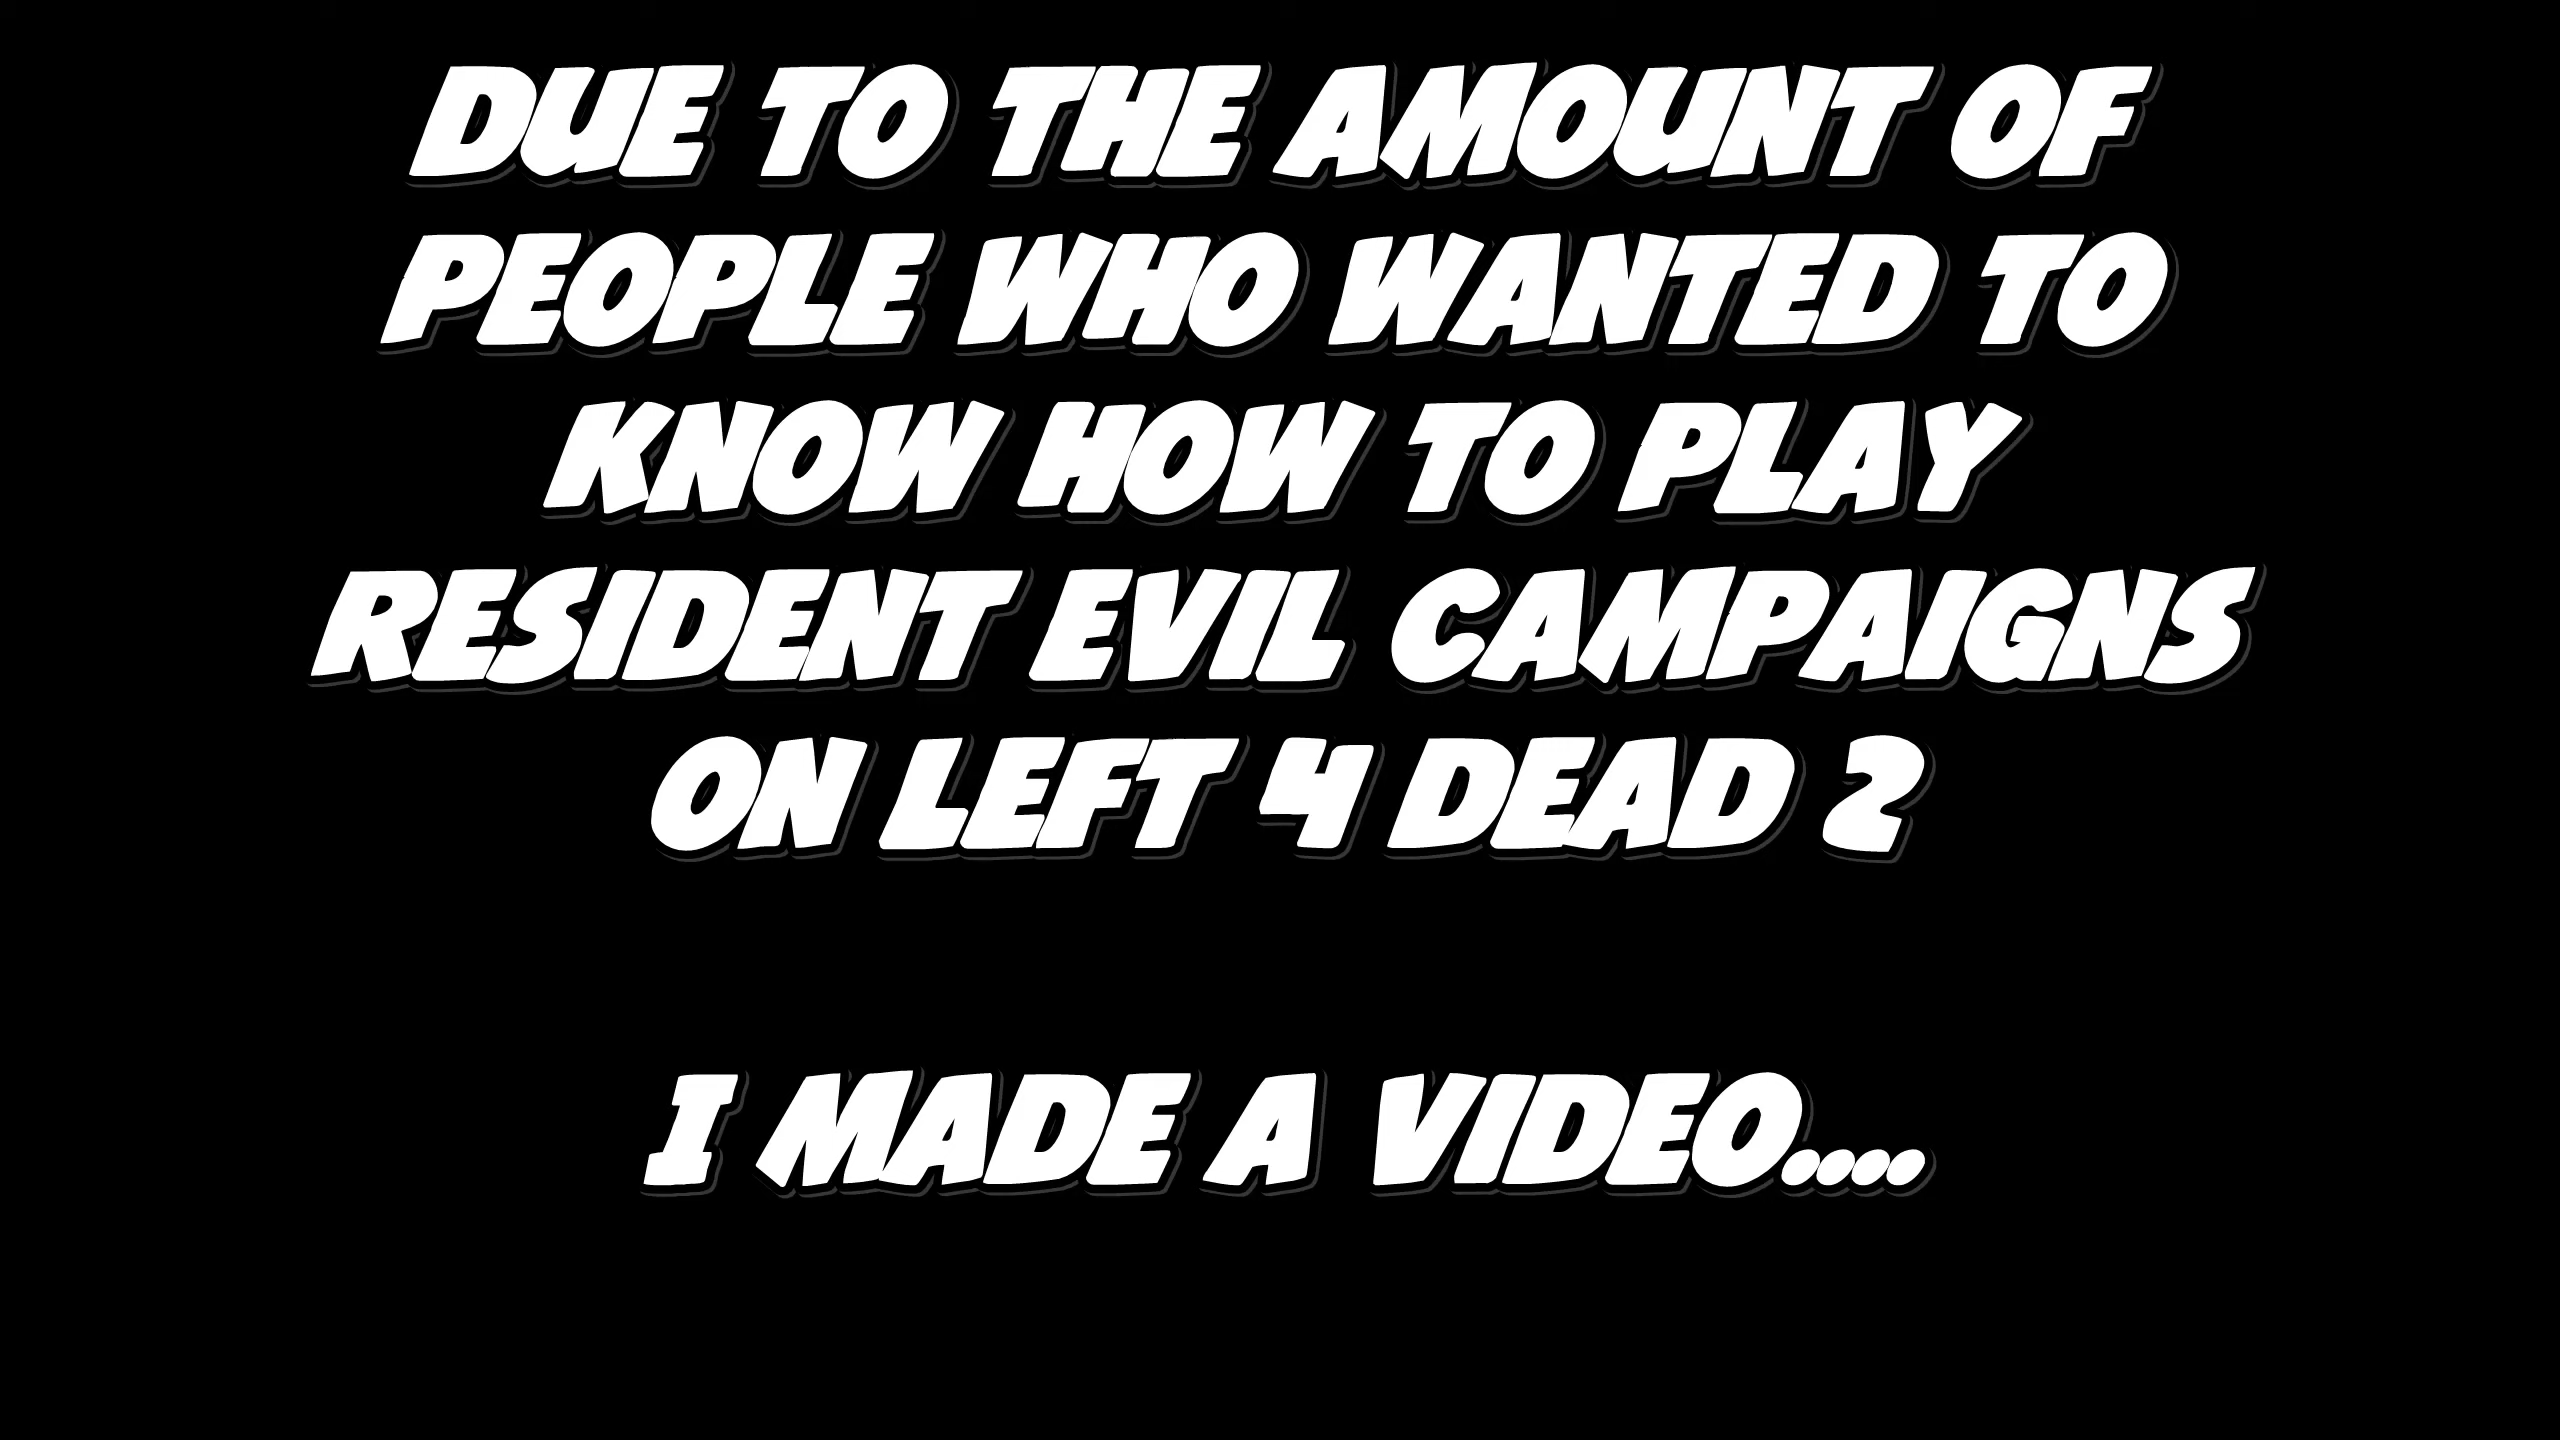 DUE TO THE AMOUNT OF
PEOPLE WHO WANTED TO
KNOW HOW TO PLAY
RESIDENT EVIL CAMPAIGNS
ON LEFT 4 DEAD 2
I MADE A VIDEO....